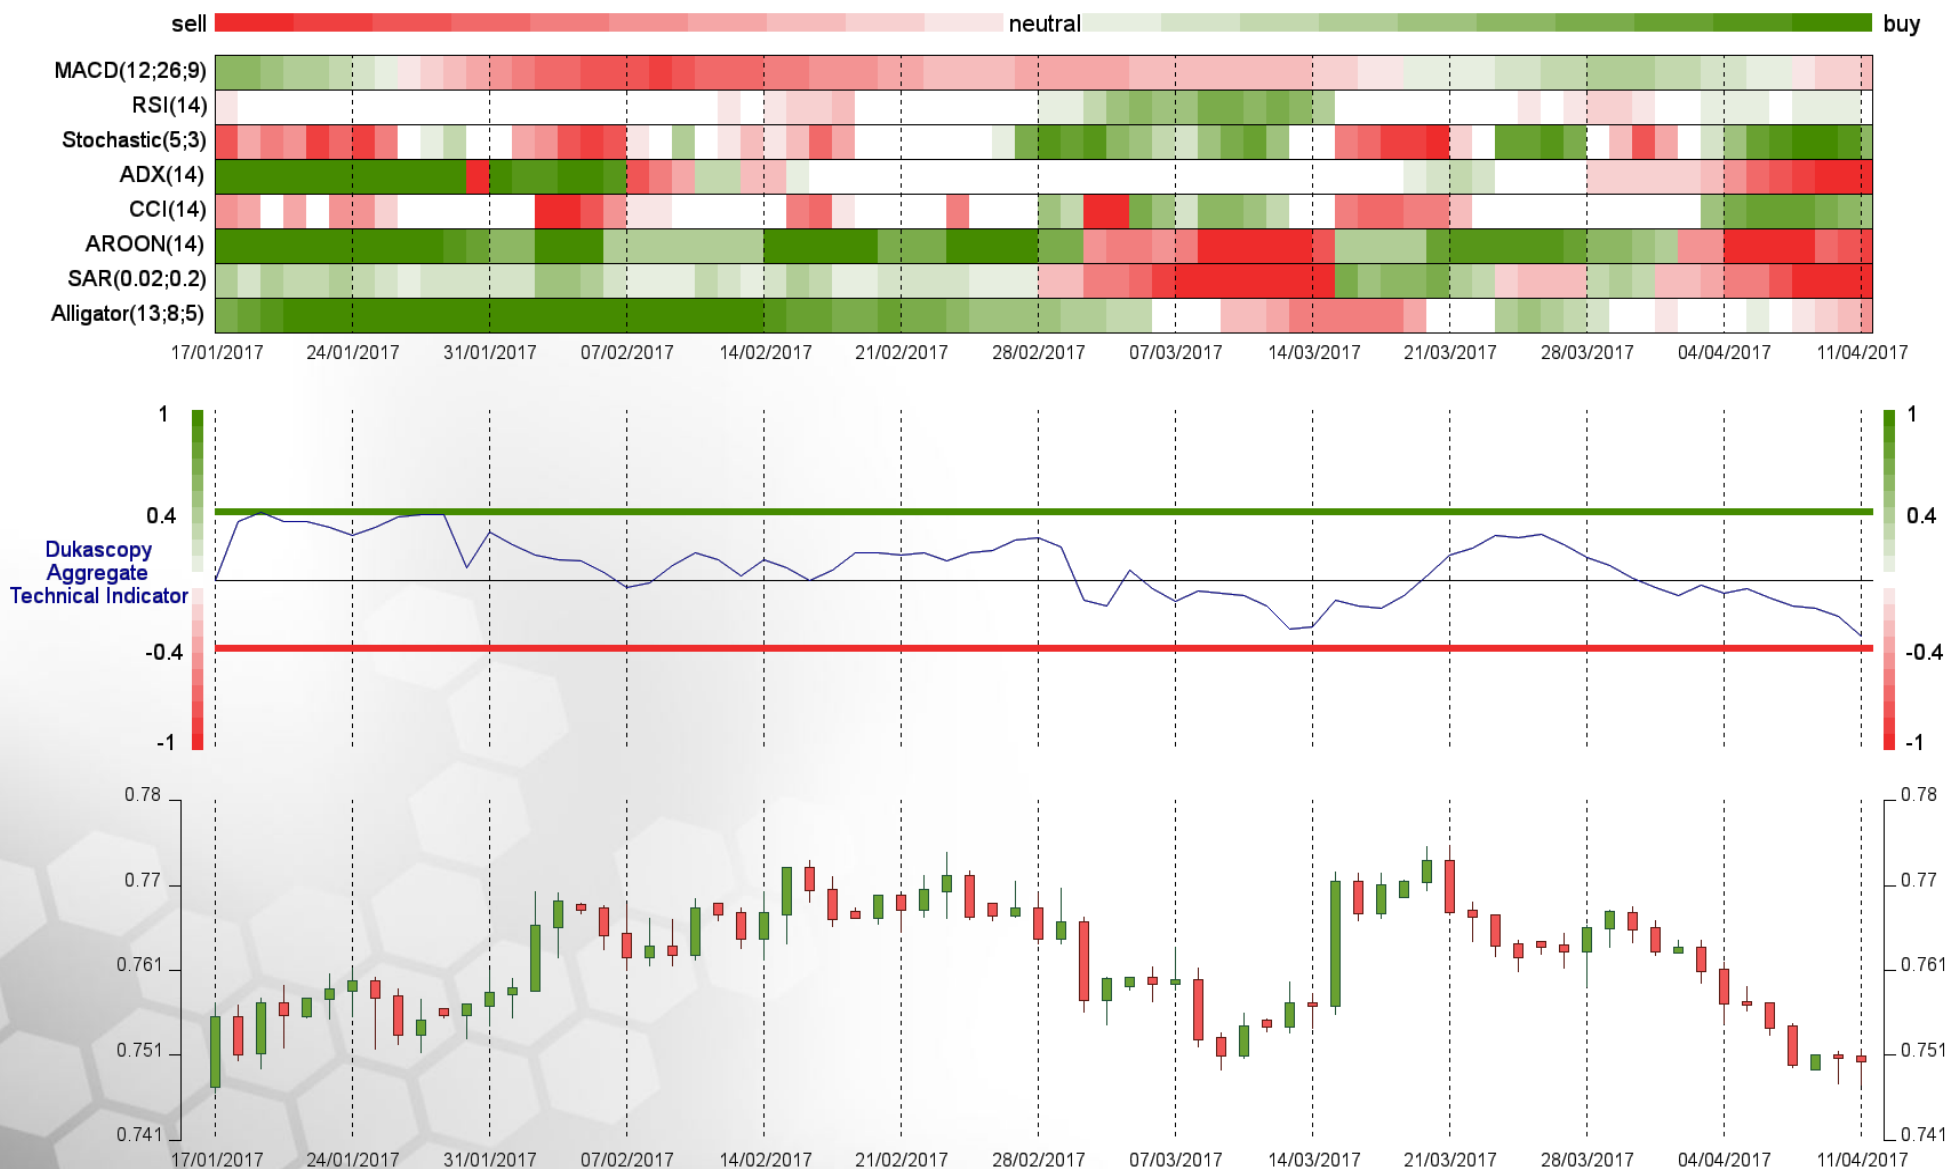 sell neutral buy
MACD(12;26;9)
RSI(14)
Stochastic(5;3)
ADX(14)
CCI(14)
AROON(14)
SAR(0.02;0.2)
Alligator(13;8;5)
17/01/2017 24/01/2017 31/01/2017 07/02/2017 14/02/2017 21/02/2017 28/02/2017 07/03/2017 14/03/2017 21/03/2017 28/03/2017 04/04/2017 11/04/2017
1 1
0.4 0.4
Dukascopy
Aggregate
Technical Indicator
-0.4 -0.4
-1 -1
0.78 0.78
0.77 0.77
0.761 0.761
0.751 0.751
0.741 0.741
17/01/2017 24/01/2017 31/01/2017 07/02/2017 14/02/2017 21/02/2017 28/02/2017 07/03/2017 14/03/2017 21/03/2017 28/03/2017 04/04/2017 11/04/2017